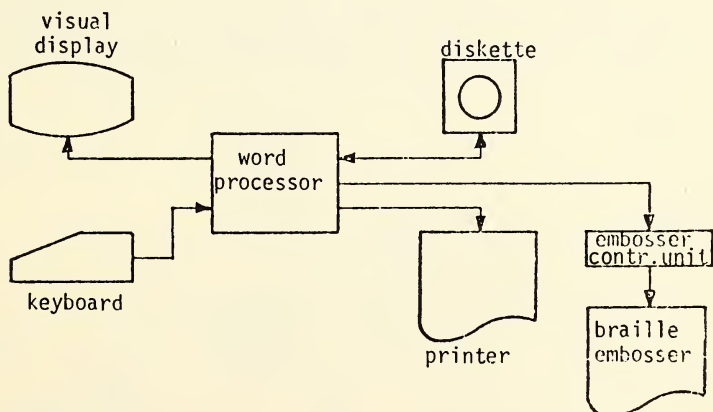 visual
display
diskette
word
processor
embosser
contr.unit
keyboard
printer
braille
embosser